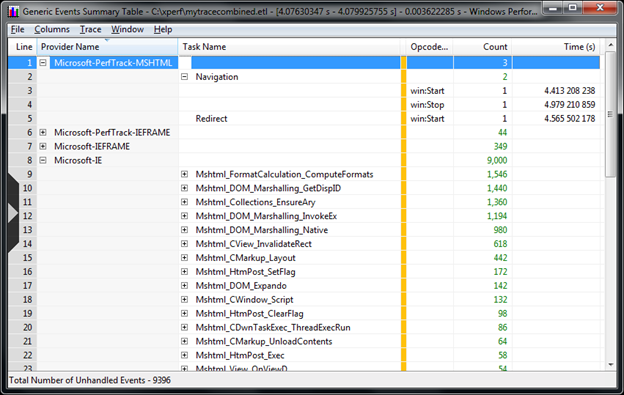 Generic Events Summary Table - C:\xperf\mytracecombined.etl - [4.07630347 s - 4.079925755 s] - 0.003622285 s - Windows Perfor...
File Columns Trace Window Help
Line Provider Name Task Name Opcode... Count Time (s)
1 Microsoft-PerfTrack-MSHTML 3
2 Navigation 2
3 win:Start 1 4.413 208 238
4 win:Stop 1 4.979 210 859
5 Redirect win:Start 1 4.565 502 178
6 Microsoft-PerfTrack-IEFRAME 44
7 Microsoft-IEFRAME 349
8 Microsoft-IE 9,000
9 Mshtml_FormatCalculation_ComputeFormats 1,546
10 Mshtml_DOM_Marshalling_GetDispID 1,440
11 Mshtml_Collections_EnsureAry 1,360
12 Mshtml_DOM_Marshalling_InvokeEx 1,194
13 Mshtml_DOM_Marshalling_Native 980
14 Mshtml_CView_InvalidateRect 618
15 Mshtml_CMarkup_Layout 442
16 Mshtml_HtmPost_SetFlag 172
17 Mshtml_DOM_Expando 142
18 Mshtml_CWindow_Script 132
19 Mshtml_HtmPost_ClearFlag 98
20 Mshtml_CDwnTaskExec_ThreadExecRun 86
21 Mshtml_CMarkup_UnloadContents 64
22 Mshtml_HtmPost_Exec 58
23 Mshtml_View_OnViewD 54
Total Number of Unhandled Events - 9396